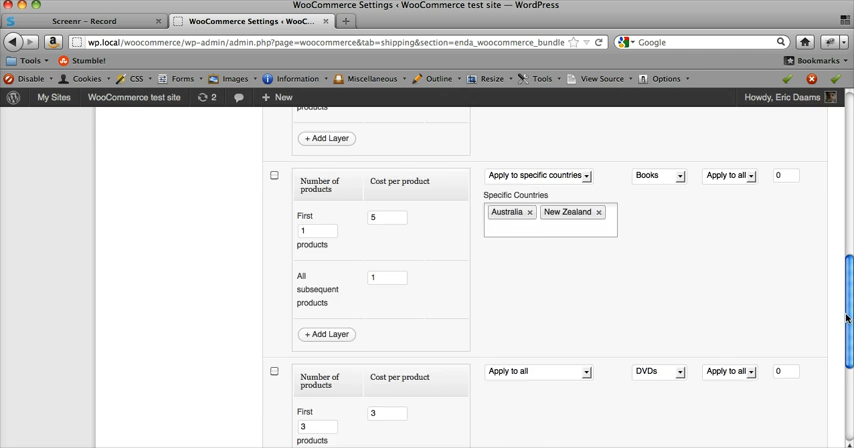 WooCommerce Settings ‹ WooCommerce test site — WordPress
Screenr – Record
WooCommerce Settings ‹ WooC...
wp.local/woocommerce/wp-admin/admin.php?page=woocommerce&tab=shipping&section=enda_woocommerce_bundle
Google
Tools
Stumble!
Bookmarks
Disable
Cookies
CSS
Forms
Images
Information
Miscellaneous
Outline
Resize
Tools
View Source
Options
My Sites
WooCommerce test site
2
+ New
Howdy, Eric Daams
products
+ Add Layer
Number of products
Cost per product
Apply to specific countries
Books
Apply to all
0
Specific Countries
Australia ×
New Zealand ×
First
1
products
5
All
subsequent
products
1
+ Add Layer
Number of products
Cost per product
Apply to all
DVDs
Apply to all
0
First
3
products
3